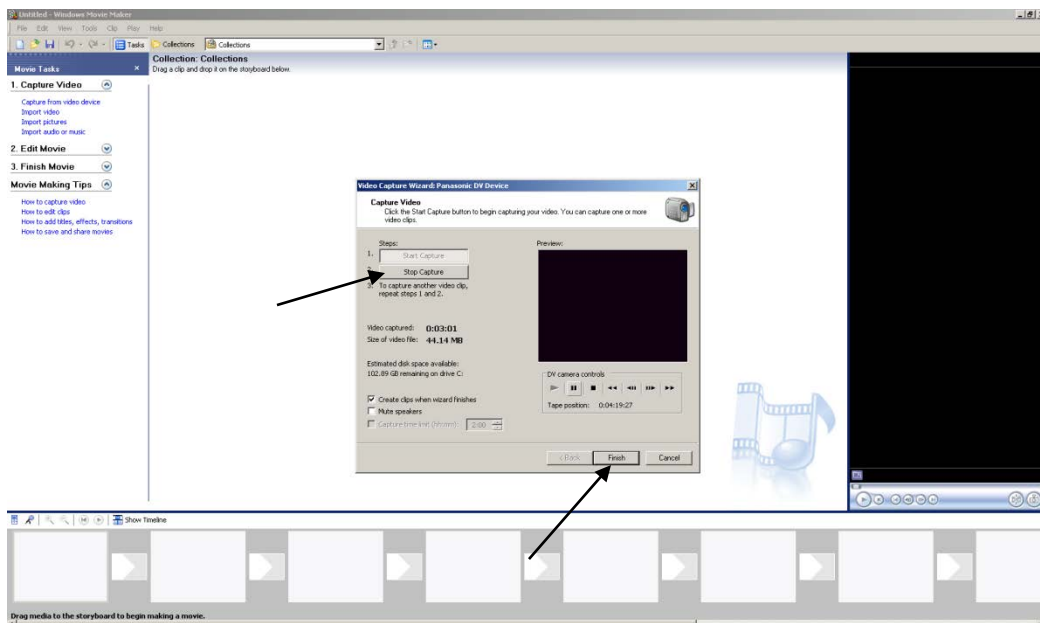 Untitled - Windows Movie Maker
File Edit View Tools Clip Play Help
Tasks Collections Collections
Movie Tasks
Collection: Collections
Drag a clip and drop it on the storyboard below.
1. Capture Video
Capture from video device
Import video
Import pictures
Import audio or music
2. Edit Movie
3. Finish Movie
Movie Making Tips
How to capture video
How to edit clips
How to add titles, effects, transitions
How to save and share movies
Video Capture Wizard: Panasonic DV Device
Capture Video
Click the Start Capture button to begin capturing your video. You can capture one or more
video clips.
Steps:
1. Start Capture
Stop Capture
3. To capture another video clip,
repeat steps 1 and 2.
Video captured: 0:03:01
Size of video file: 44.14 MB
Estimated disk space available:
102.89 GB remaining on drive C:
Create clips when wizard finishes
Mute speakers
Capture time limit (hh:mm): 2:00
Preview:
DV camera controls
Tape position: 0:04:19:27
< Back Finish Cancel
Show Timeline
Drag media to the storyboard to begin making a movie.